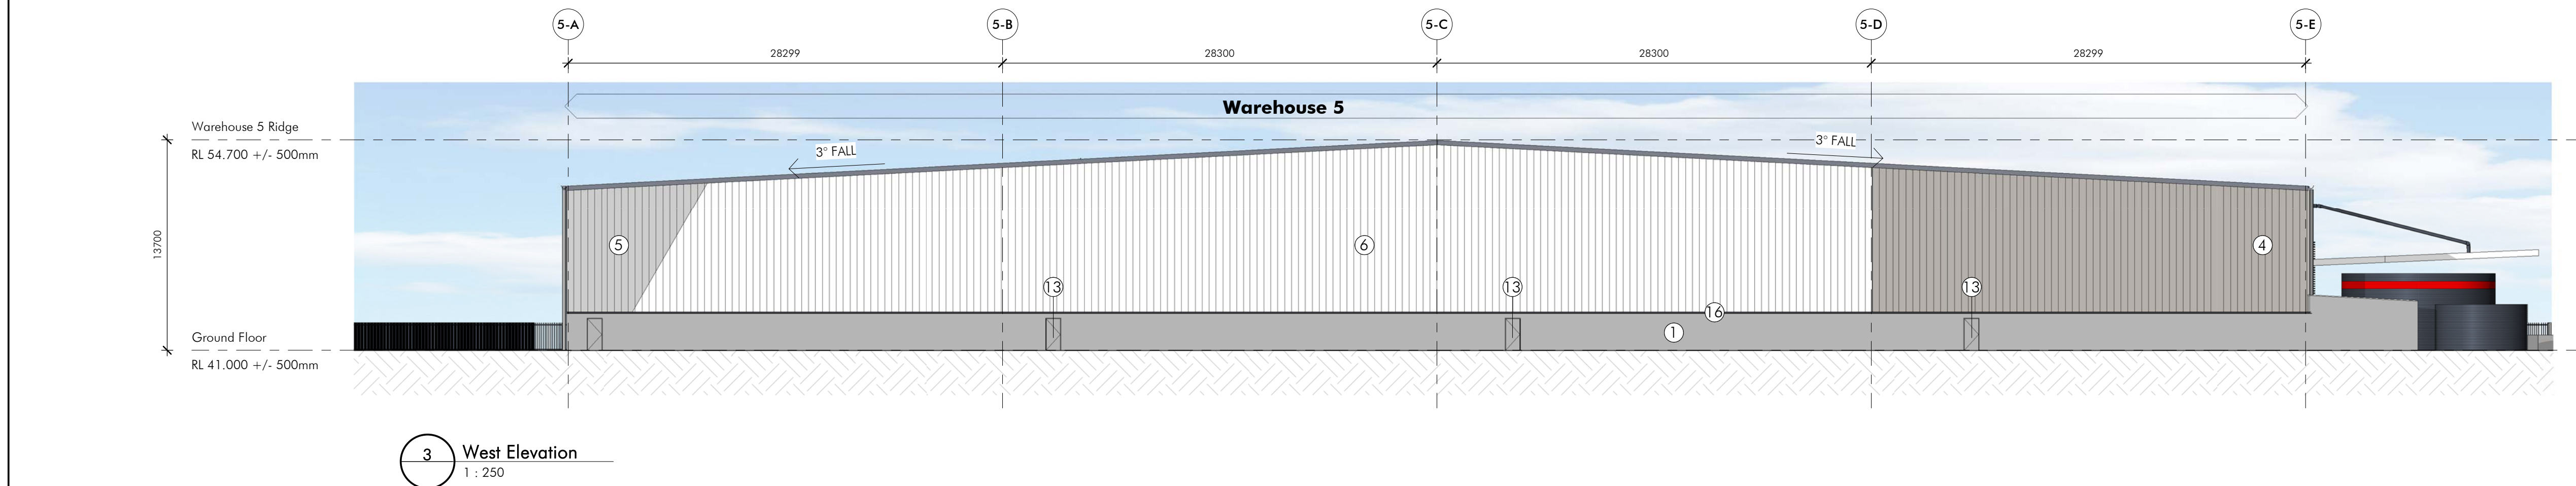 5-A 5-B 5-C 5-D 5-E
28299 28300 28300 28299
Warehouse 5
Warehouse 5 Ridge
RL 54.700 +/- 500mm
3° FALL 3° FALL
13700
5 6 4
13 13 13
16
1
Ground Floor
RL 41.000 +/- 500mm
3 West Elevation
1 : 250